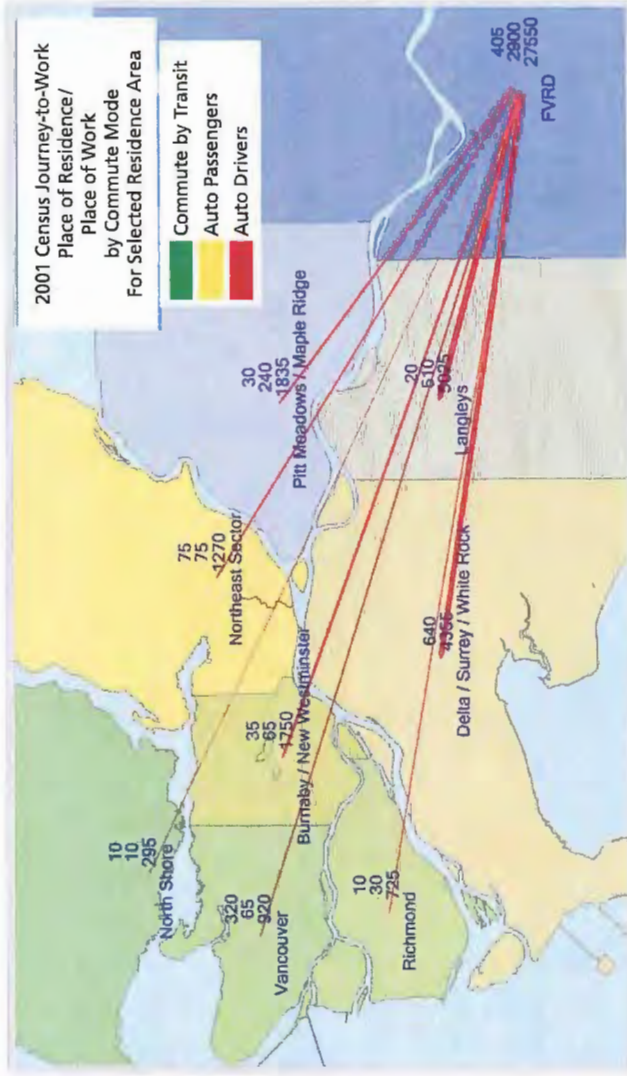 2001 Census Journey-to-Work
Place of Residence/
Place of Work
by Commute Mode
For Selected Residence Area
Commute by Transit
Auto Passengers
Auto Drivers
10
10
295
North Shore
320
65
920
Vancouver
10
30
725
Richmond
35
65
1750
Burnaby / New Westminster
75
75
1270
Northeast Sector
30
240
1835
Pitt Meadows / Maple Ridge
640
4355
Delta / Surrey / White Rock
20
510
Langleys
405
2900
27550
FVRD